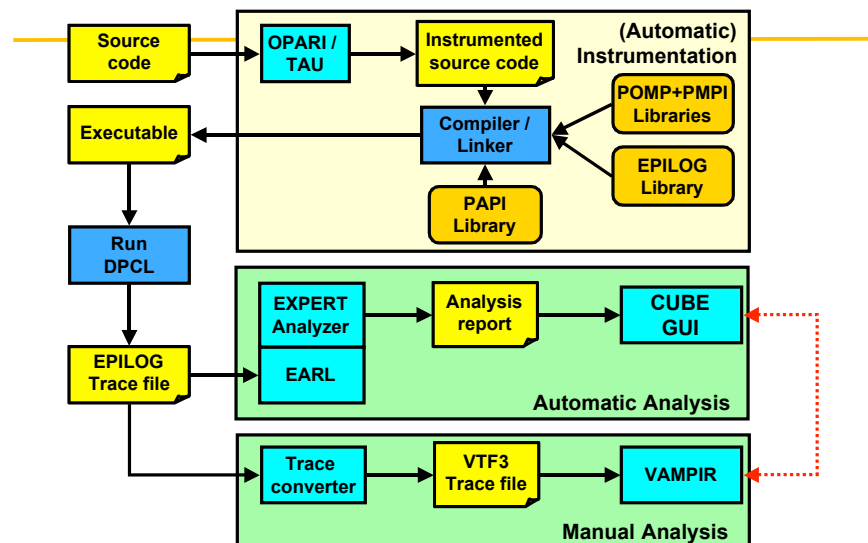 Source
code
OPARI /
TAU
Instrumented
source code
(Automatic)
Instrumentation
POMP+PMPI
Libraries
Executable
Compiler /
Linker
EPILOG
Library
PAPI
Library
Run
DPCL
EXPERT
Analyzer
Analysis
report
CUBE
GUI
EPILOG
Trace file
EARL
Automatic Analysis
Trace
converter
VTF3
Trace file
VAMPIR
Manual Analysis